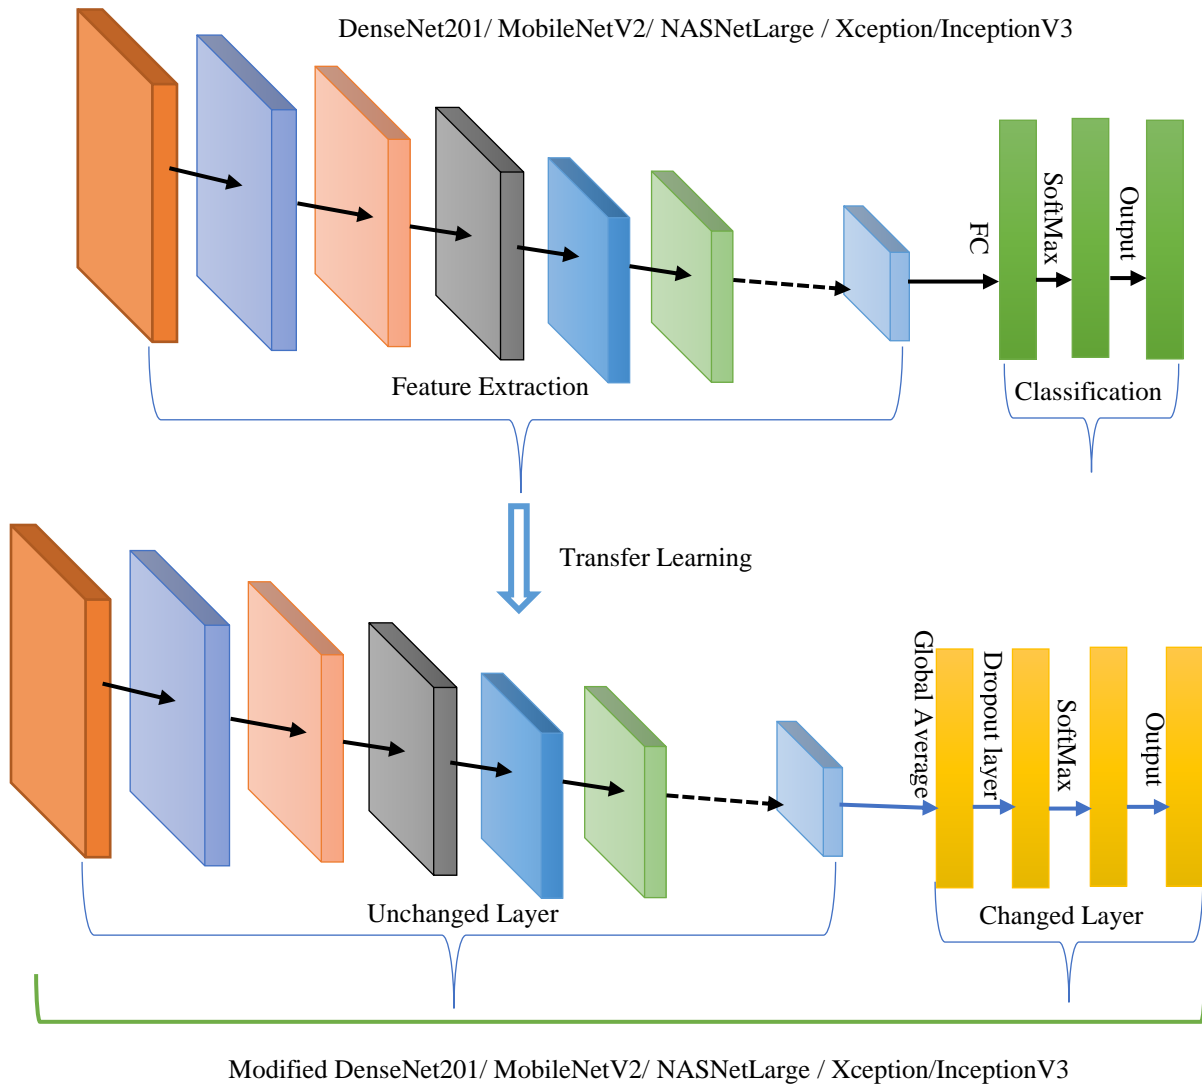 DenseNet201/ MobileNetV2/ NASNetLarge / Xception/InceptionV3
FC
SoftMax
Output
Feature Extraction
Classification
Transfer Learning
Global Average
Dropout layer
SoftMax
Output
Unchanged Layer
Changed Layer
Modified DenseNet201/ MobileNetV2/ NASNetLarge / Xception/InceptionV3